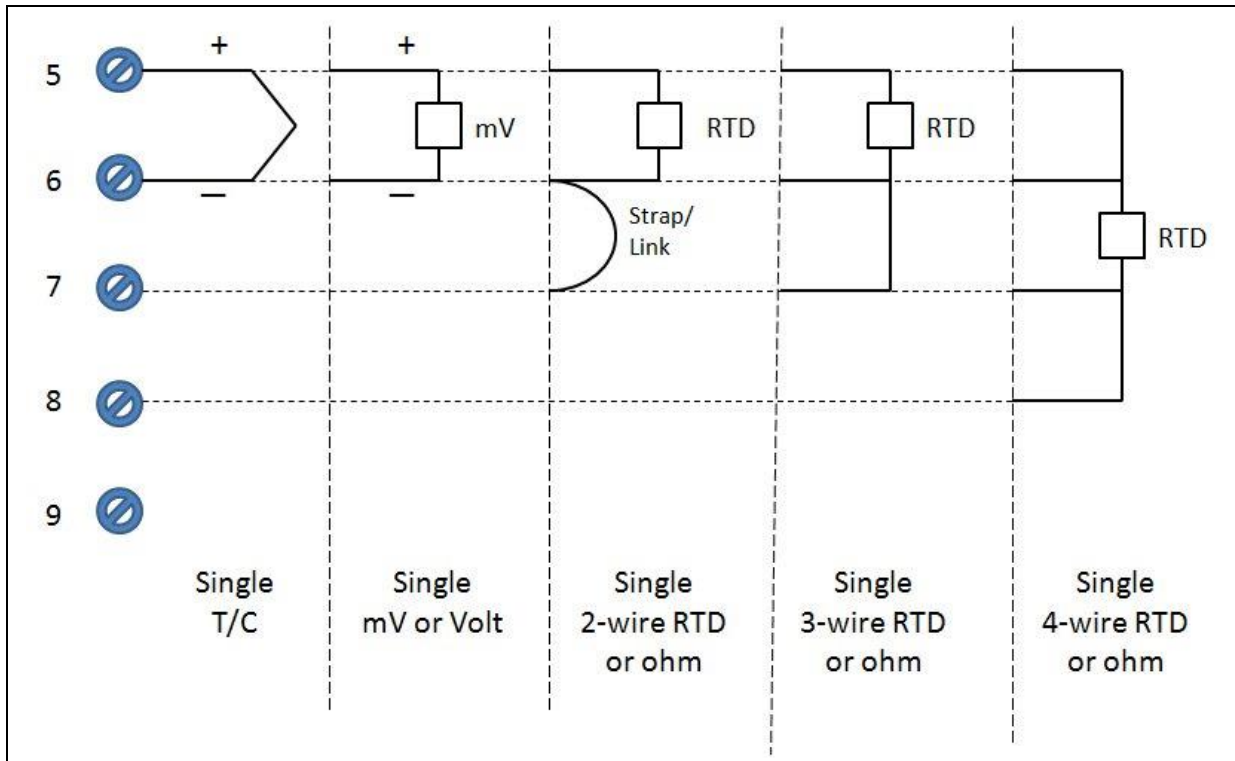 + +
5
mV RTD RTD
6
− −
Strap/
Link
RTD
7
8
9
Single Single Single Single Single
T/C mV or Volt 2-wire RTD 3-wire RTD 4-wire RTD
or ohm or ohm or ohm